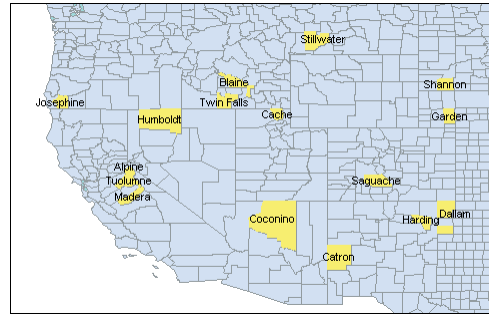 Stillwater
Blaine
Shannon
Josephine
Twin Falls
Humboldt
Cache
Garden
Alpine
Tuolumne
Saguache
Madera
Coconino
Harding
Dallam
Catron